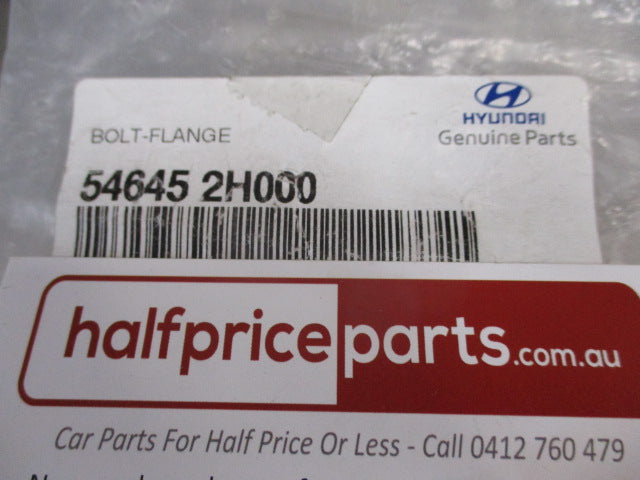 HYUNDAI
BOLT-FLANGE Genuine Parts
54645 2H000
halfpriceparts.com.au
Car Parts For Half Price Or Less - Call 0412 760 479